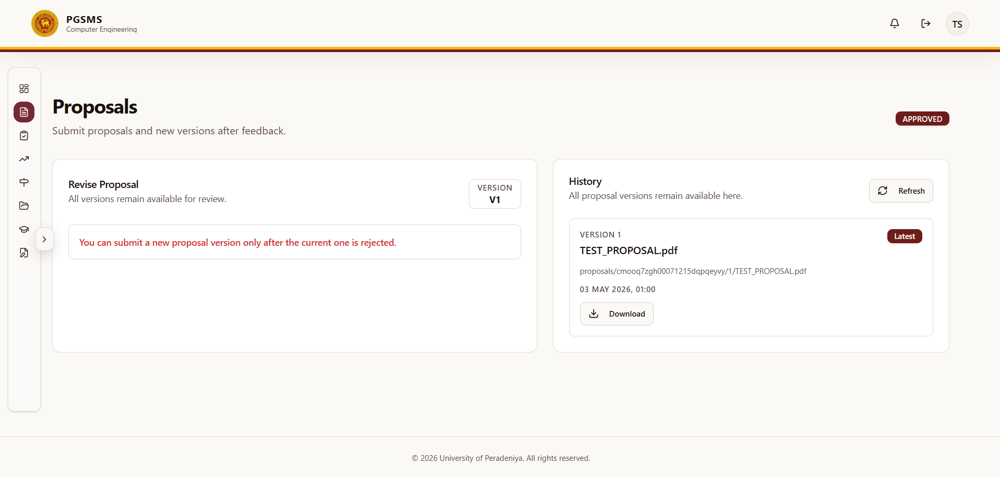 PGSMS
Computer Engineering
TS
Proposals
Submit proposals and new versions after feedback.
APPROVED
Revise Proposal
All versions remain available for review.
VERSION
V1
You can submit a new proposal version only after the current one is rejected.
History
All proposal versions remain available here.
Refresh
VERSION 1
Latest
TEST_PROPOSAL.pdf
proposals/cmooq7zgh00071215dqpqeyvy/1/TEST_PROPOSAL.pdf
03 MAY 2026, 01:00
Download
© 2026 University of Peradeniya. All rights reserved.